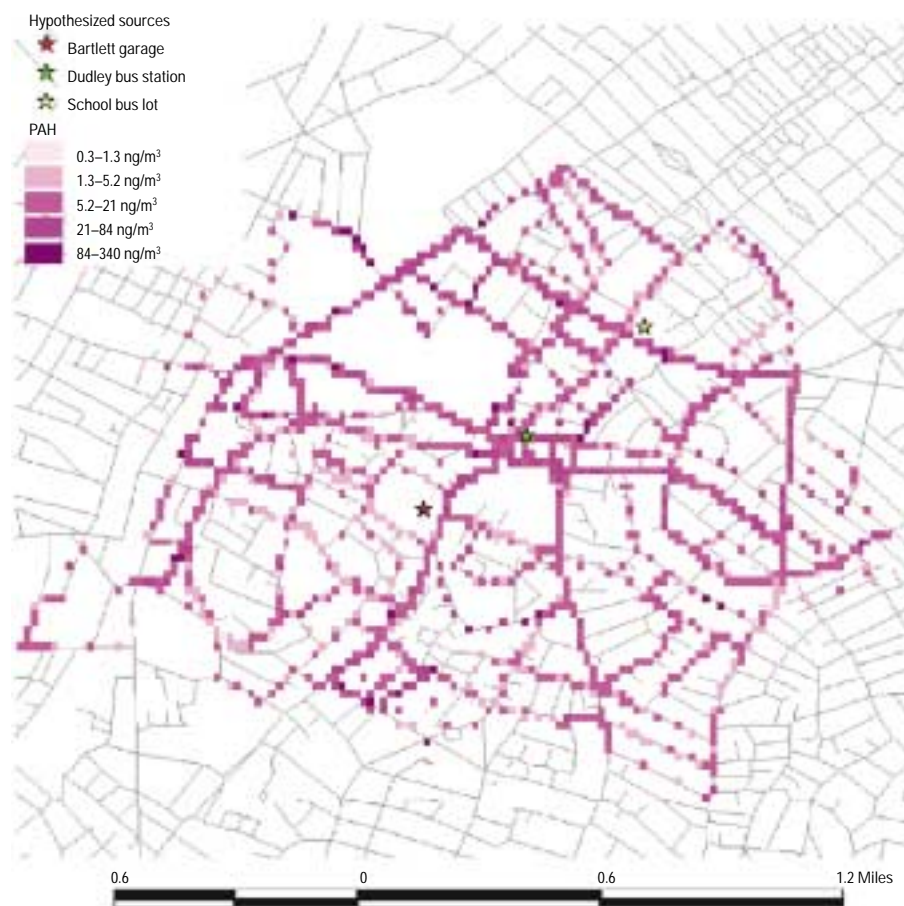 Hypothesized sources
Bartlett garage
Dudley bus station
School bus lot
PAH
0.3–1.3 ng/m³
1.3–5.2 ng/m³
5.2–21 ng/m³
21–84 ng/m³
84–340 ng/m³
0.6 0 0.6 1.2 Miles